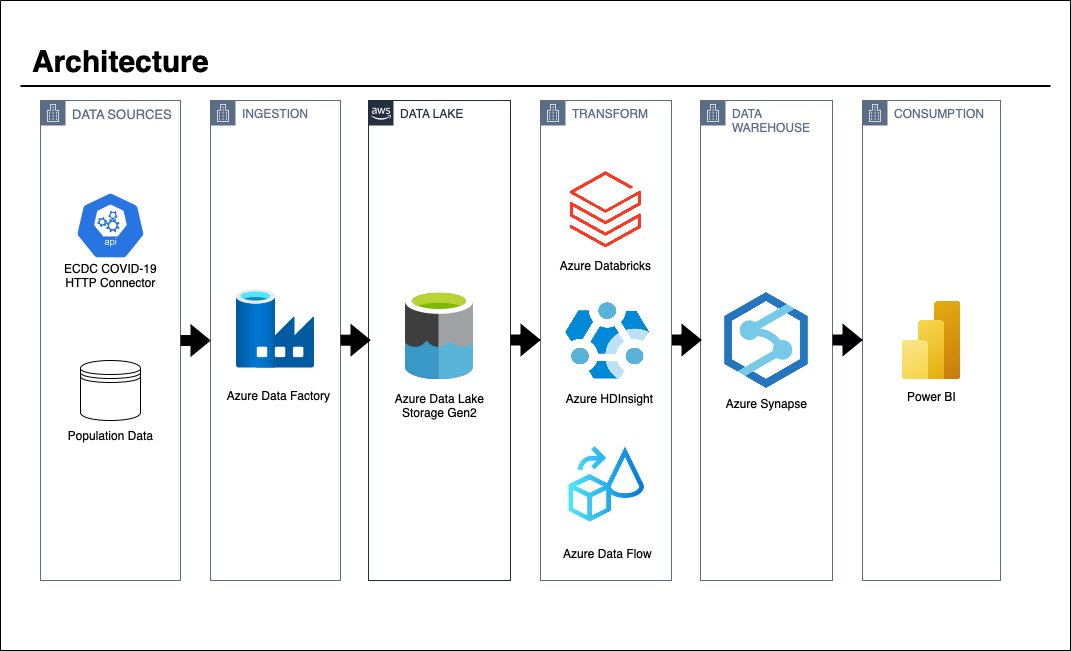 Architecture
DATA SOURCES
INGESTION
aws
DATA LAKE
TRANSFORM
DATA
WAREHOUSE
CONSUMPTION
api
ECDC COVID-19
HTTP Connector
Population Data
Azure Data Factory
Azure Data Lake
Storage Gen2
Azure Databricks
Azure HDInsight
Azure Data Flow
Azure Synapse
Power BI